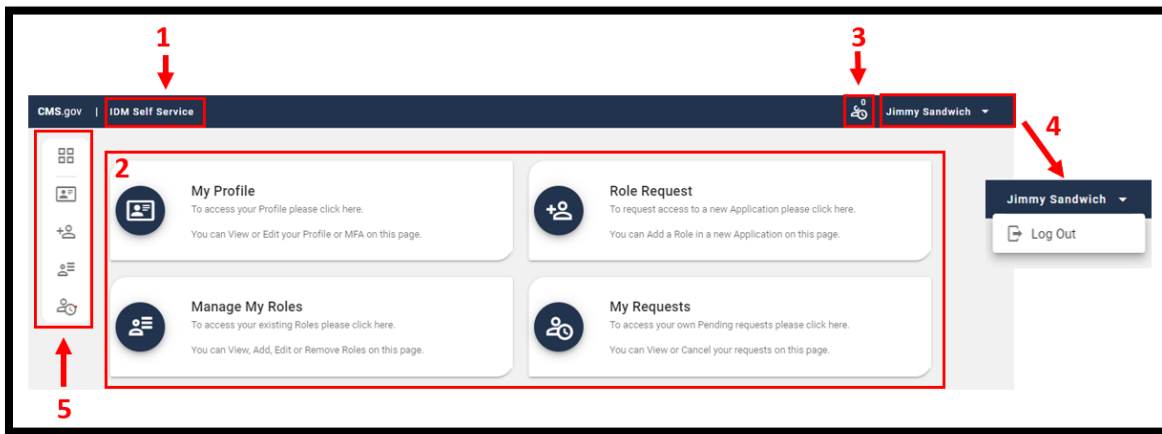 1
3
CMS.gov | IDM Self Service
0
Jimmy Sandwich
4
2
My Profile
To access your Profile please click here.
You can View or Edit your Profile or MFA on this page.
Role Request
To request access to a new Application please click here.
You can Add a Role in a new Application on this page.
Jimmy Sandwich
Log Out
Manage My Roles
To access your existing Roles please click here.
You can View, Add, Edit or Remove Roles on this page.
My Requests
To access your own Pending requests please click here.
You can View or Cancel your requests on this page.
5